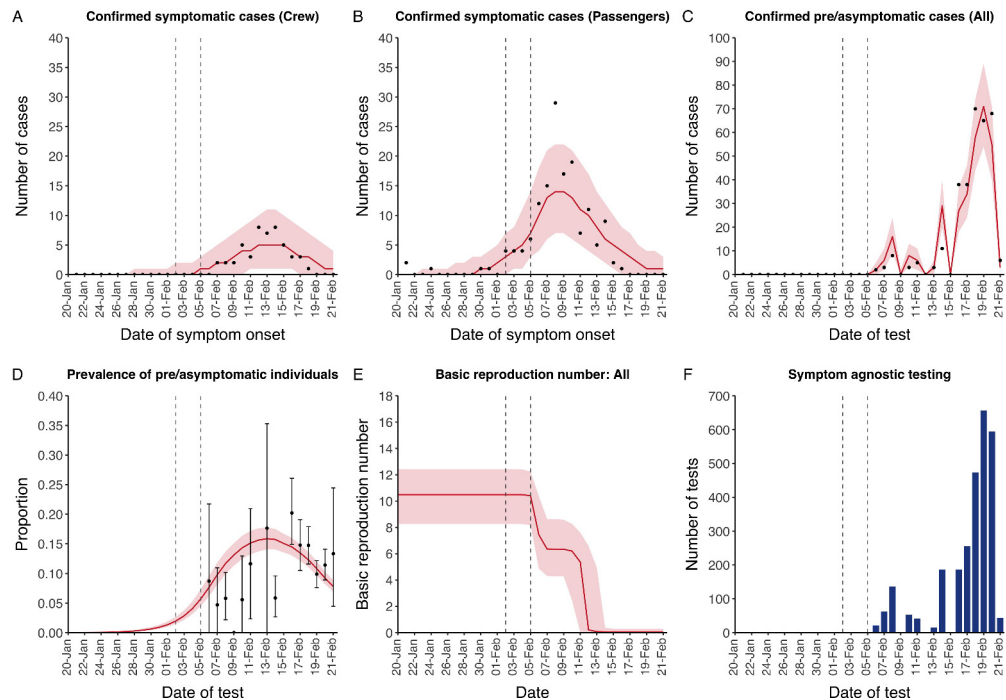 A Confirmed symptomatic cases (Crew)
Number of cases
40
35
30
25
20
15
10
5
0
20-Jan
22-Jan
24-Jan
26-Jan
28-Jan
30-Jan
01-Feb
03-Feb
05-Feb
07-Feb
09-Feb
11-Feb
13-Feb
15-Feb
17-Feb
19-Feb
21-Feb
Date of symptom onset
B Confirmed symptomatic cases (Passengers)
Number of cases
40
35
30
25
20
15
10
5
0
20-Jan
22-Jan
24-Jan
26-Jan
28-Jan
30-Jan
01-Feb
03-Feb
05-Feb
07-Feb
09-Feb
11-Feb
13-Feb
15-Feb
17-Feb
19-Feb
21-Feb
Date of symptom onset
C Confirmed pre/asymptomatic cases (All)
Number of cases
100
90
80
70
60
50
40
30
20
10
0
20-Jan
22-Jan
24-Jan
26-Jan
28-Jan
30-Jan
01-Feb
03-Feb
05-Feb
07-Feb
09-Feb
11-Feb
13-Feb
15-Feb
17-Feb
19-Feb
21-Feb
Date of test
D Prevalence of pre/asymptomatic individuals
Proportion
0.40
0.35
0.30
0.25
0.20
0.15
0.10
0.05
0.00
20-Jan
22-Jan
24-Jan
26-Jan
28-Jan
30-Jan
01-Feb
03-Feb
05-Feb
07-Feb
09-Feb
11-Feb
13-Feb
15-Feb
17-Feb
19-Feb
21-Feb
Date of test
E Basic reproduction number: All
Basic reproduction number
18
16
14
12
10
8
6
4
2
0
20-Jan
22-Jan
24-Jan
26-Jan
28-Jan
30-Jan
01-Feb
03-Feb
05-Feb
07-Feb
09-Feb
11-Feb
13-Feb
15-Feb
17-Feb
19-Feb
21-Feb
Date
F Symptom agnostic testing
Number of tests
700
600
500
400
300
200
100
0
20-Jan
22-Jan
24-Jan
26-Jan
28-Jan
30-Jan
01-Feb
03-Feb
05-Feb
07-Feb
09-Feb
11-Feb
13-Feb
15-Feb
17-Feb
19-Feb
21-Feb
Date of test